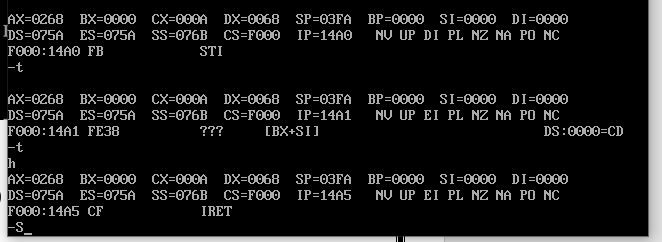 AX=0268 BX=0000 CX=000A DX=0068 SP=03FA BP=0000 SI=0000 DI=0000
DS=075A ES=075A SS=076B CS=F000 IP=14A0 NV UP DI PL NZ NA PO NC
F000:14A0 FB STI
-t
AX=0268 BX=0000 CX=000A DX=0068 SP=03FA BP=0000 SI=0000 DI=0000
DS=075A ES=075A SS=076B CS=F000 IP=14A1 NV UP EI PL NZ NA PO NC
F000:14A1 FE38 ??? [BX+SI] DS:0000=CD
-t
h
AX=0268 BX=0000 CX=000A DX=0068 SP=03FA BP=0000 SI=0000 DI=0000
DS=075A ES=075A SS=076B CS=F000 IP=14A5 NV UP EI PL NZ NA PO NC
F000:14A5 CF IRET
-S_